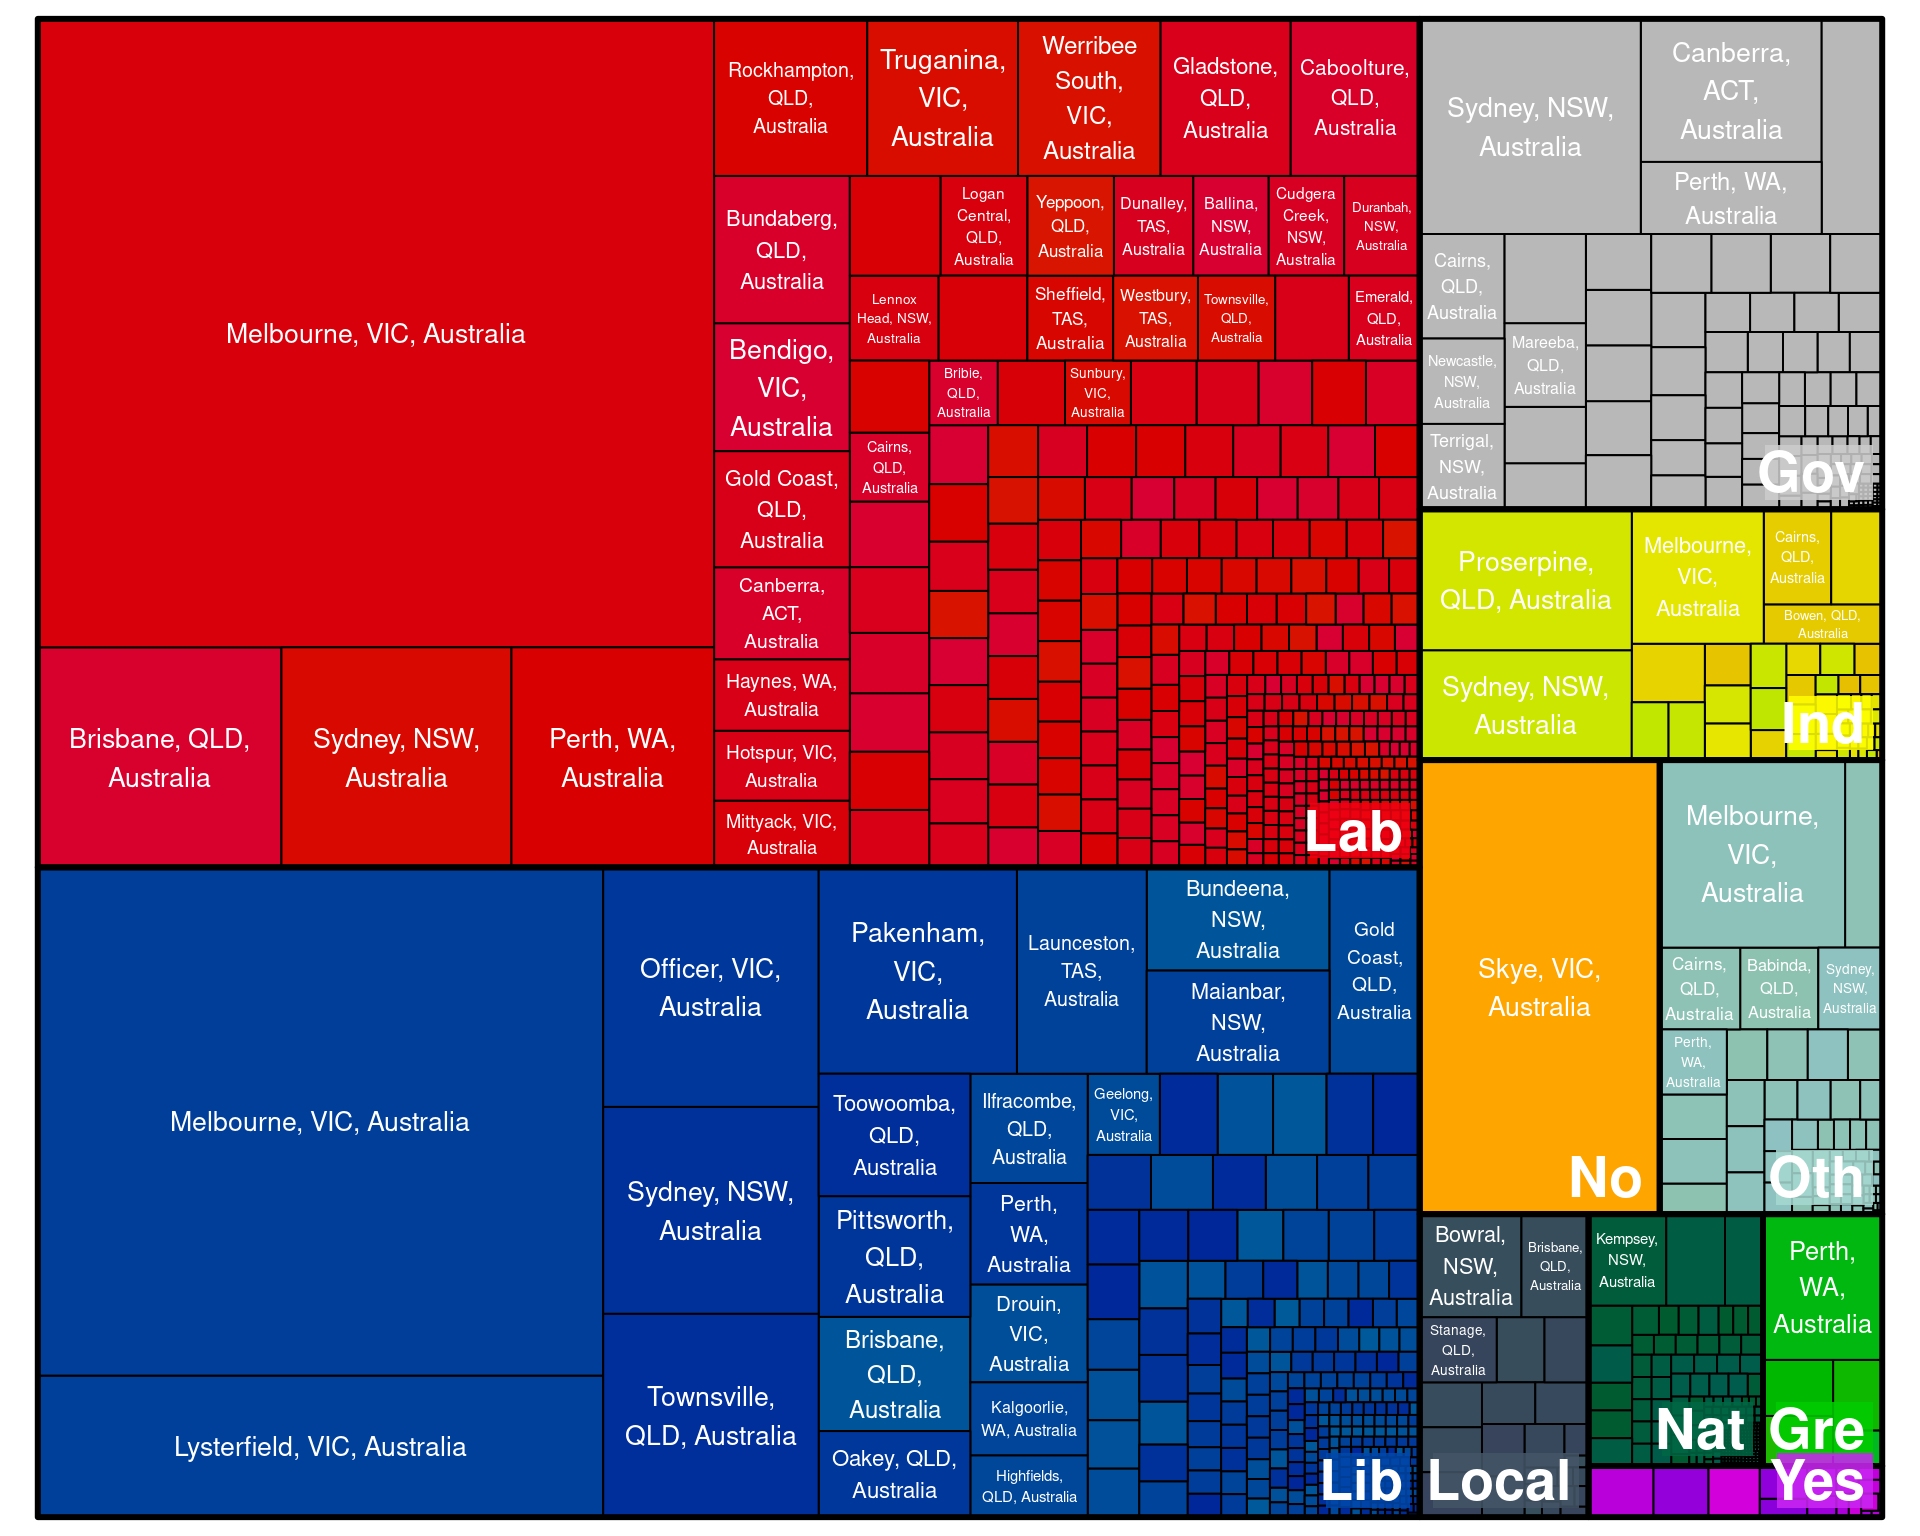 Melbourne, VIC, Australia
Brisbane, QLD,
Australia
Sydney, NSW,
Australia
Perth, WA,
Australia
Rockhampton,
QLD,
Australia
Truganina,
VIC,
Australia
Werribee
South,
VIC,
Australia
Gladstone,
QLD,
Australia
Caboolture,
QLD,
Australia
Bundaberg,
QLD,
Australia
Bendigo,
VIC,
Australia
Gold Coast,
QLD,
Australia
Canberra,
ACT,
Australia
Haynes, WA,
Australia
Hotspur, VIC,
Australia
Mittyack, VIC,
Australia
Logan
Central,
QLD,
Australia
Yeppoon,
QLD,
Australia
Dunalley,
TAS,
Australia
Ballina,
NSW,
Australia
Cudgera
Creek,
NSW,
Australia
Duranbah,
NSW,
Australia
Lennox
Head, NSW,
Australia
Sheffield,
TAS,
Australia
Westbury,
TAS,
Australia
Townsville,
QLD,
Australia
Emerald,
QLD,
Australia
Bribie,
QLD,
Australia
Sunbury,
VIC,
Australia
Cairns,
QLD,
Australia
Lab
Melbourne, VIC, Australia
Lysterfield, VIC, Australia
Officer, VIC,
Australia
Sydney, NSW,
Australia
Townsville,
QLD, Australia
Pakenham,
VIC,
Australia
Launceston,
TAS,
Australia
Bundeena,
NSW,
Australia
Maianbar,
NSW,
Australia
Gold
Coast,
QLD,
Australia
Toowoomba,
QLD,
Australia
Pittsworth,
QLD,
Australia
Brisbane,
QLD,
Australia
Oakey, QLD,
Australia
Ilfracombe,
QLD,
Australia
Perth,
WA,
Australia
Drouin,
VIC,
Australia
Kalgoorlie,
WA, Australia
Highfields,
QLD, Australia
Geelong,
VIC,
Australia
Lib
Sydney, NSW,
Australia
Canberra,
ACT,
Australia
Perth, WA,
Australia
Cairns,
QLD,
Australia
Newcastle,
NSW,
Australia
Terrigal,
NSW,
Australia
Mareeba,
QLD,
Australia
Gov
Proserpine,
QLD, Australia
Sydney, NSW,
Australia
Melbourne,
VIC,
Australia
Cairns,
QLD,
Australia
Bowen, QLD,
Australia
Ind
Skye, VIC,
Australia
No
Melbourne,
VIC,
Australia
Cairns,
QLD,
Australia
Babinda,
QLD,
Australia
Sydney,
NSW,
Australia
Perth,
WA,
Australia
Oth
Bowral,
NSW,
Australia
Brisbane,
QLD,
Australia
Stanage,
QLD,
Australia
Local
Kempsey,
NSW,
Australia
Nat
Perth,
WA,
Australia
Gre
Yes